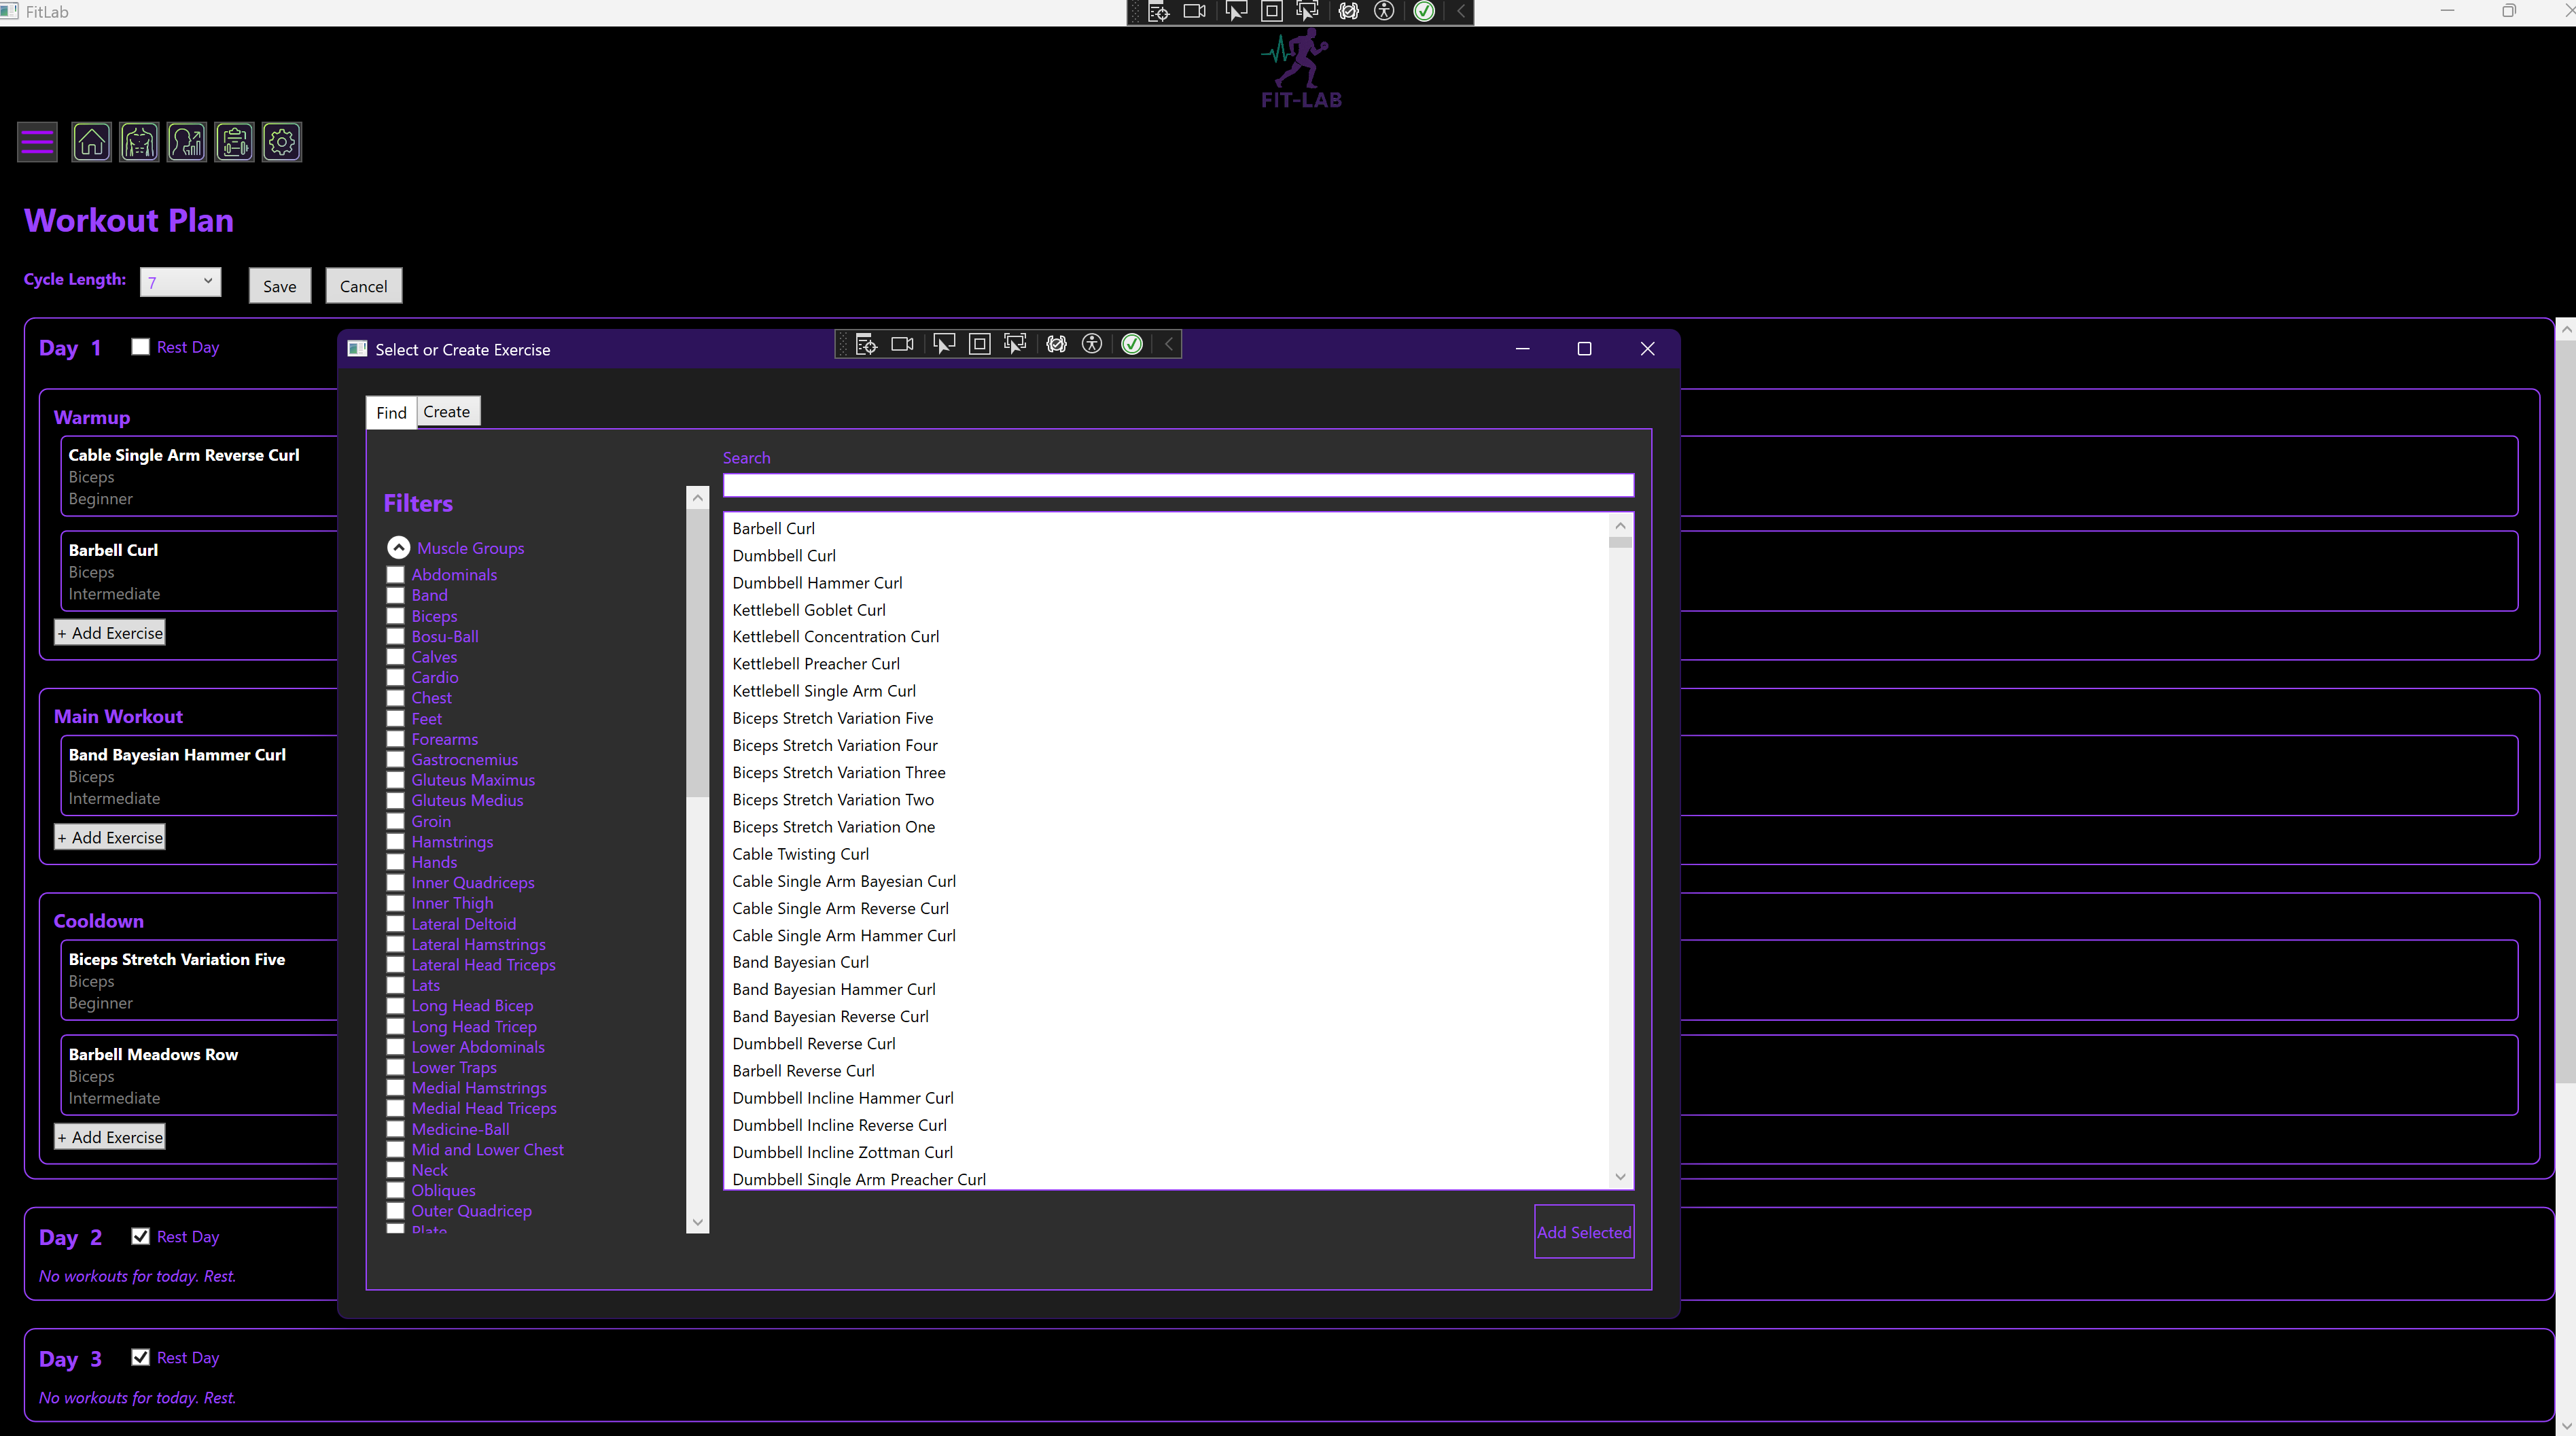 FitLab
FIT-LAB
Workout Plan
Cycle Length: 7 Save Cancel
Day 1 Rest Day
Warmup
Cable Single Arm Reverse Curl
Biceps
Beginner
Barbell Curl
Biceps
Intermediate
+ Add Exercise
Main Workout
Band Bayesian Hammer Curl
Biceps
Intermediate
+ Add Exercise
Cooldown
Biceps Stretch Variation Five
Biceps
Beginner
Barbell Meadows Row
Biceps
Intermediate
+ Add Exercise
Day 2 Rest Day
No workouts for today. Rest.
Day 3 Rest Day
No workouts for today. Rest.
Select or Create Exercise
Find Create
Filters
Muscle Groups
Abdominals
Band
Biceps
Bosu-Ball
Calves
Cardio
Chest
Feet
Forearms
Gastrocnemius
Gluteus Maximus
Gluteus Medius
Groin
Hamstrings
Hands
Inner Quadriceps
Inner Thigh
Lateral Deltoid
Lateral Hamstrings
Lateral Head Triceps
Lats
Long Head Bicep
Long Head Tricep
Lower Abdominals
Lower Traps
Medial Hamstrings
Medial Head Triceps
Medicine-Ball
Mid and Lower Chest
Neck
Obliques
Outer Quadricep
Plate
Search
Barbell Curl
Dumbbell Curl
Dumbbell Hammer Curl
Kettlebell Goblet Curl
Kettlebell Concentration Curl
Kettlebell Preacher Curl
Kettlebell Single Arm Curl
Biceps Stretch Variation Five
Biceps Stretch Variation Four
Biceps Stretch Variation Three
Biceps Stretch Variation Two
Biceps Stretch Variation One
Cable Twisting Curl
Cable Single Arm Bayesian Curl
Cable Single Arm Reverse Curl
Cable Single Arm Hammer Curl
Band Bayesian Curl
Band Bayesian Hammer Curl
Band Bayesian Reverse Curl
Dumbbell Reverse Curl
Barbell Reverse Curl
Dumbbell Incline Hammer Curl
Dumbbell Incline Reverse Curl
Dumbbell Incline Zottman Curl
Dumbbell Single Arm Preacher Curl
Add Selected